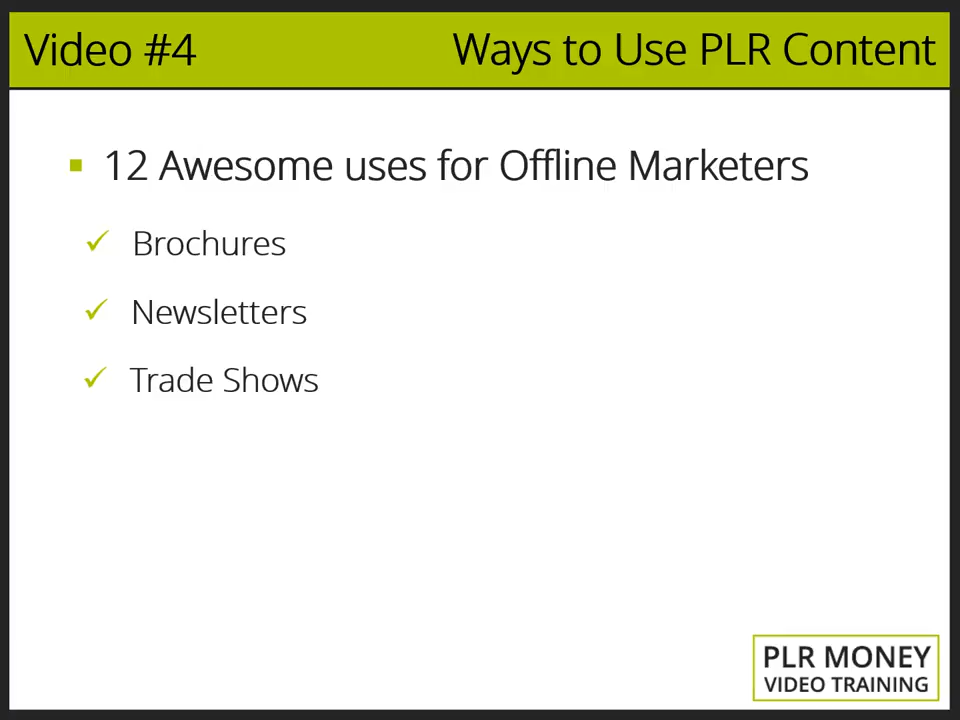 Video #4
Ways to Use PLR Content
12 Awesome uses for Offline Marketers
Brochures
Newsletters
Trade Shows
PLR MONEY
VIDEO TRAINING